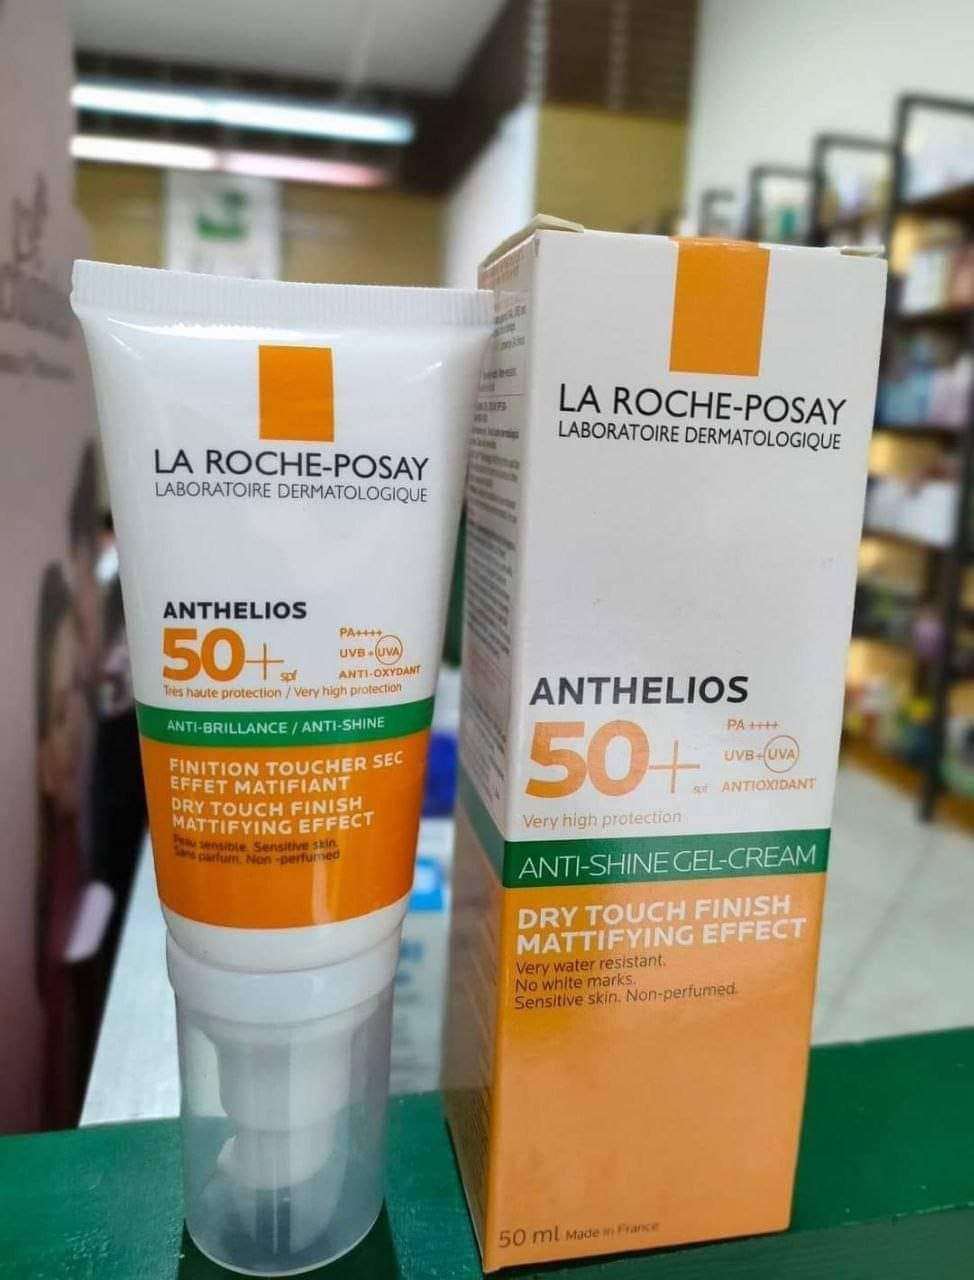 LA ROCHE-POSAY
LABORATOIRE DERMATOLOGIQUE
ANTHELIOS
50+ spf
PA++++
UVB+UVA
ANTI-OXYDANT
Très haute protection / Very high protection
ANTI-BRILLANCE / ANTI-SHINE
FINITION TOUCHER SEC
EFFET MATIFIANT
DRY TOUCH FINISH
MATTIFYING EFFECT
Peau sensible. Sensitive skin.
Sans parfum. Non -perfumed
LA ROCHE-POSAY
LABORATOIRE DERMATOLOGIQUE
ANTHELIOS
50+ spf
PA ++++
UVB+UVA
ANTIOXIDANT
Very high protection
ANTI-SHINE GEL-CREAM
DRY TOUCH FINISH
MATTIFYING EFFECT
Very water resistant.
No white marks.
Sensitive skin. Non-perfumed.
50 ml Made in France